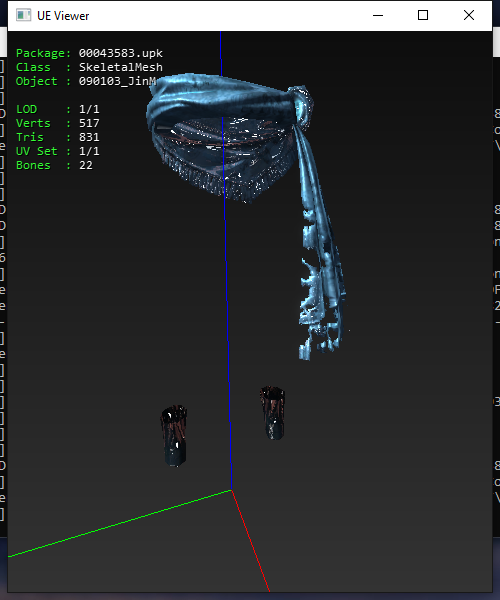 UE Viewer
Package: 00043583.upk
Class : SkeletalMesh
Object : 090103_JinM
LOD : 1/1
Verts : 517
Tris : 831
UV Set : 1/1
Bones : 22